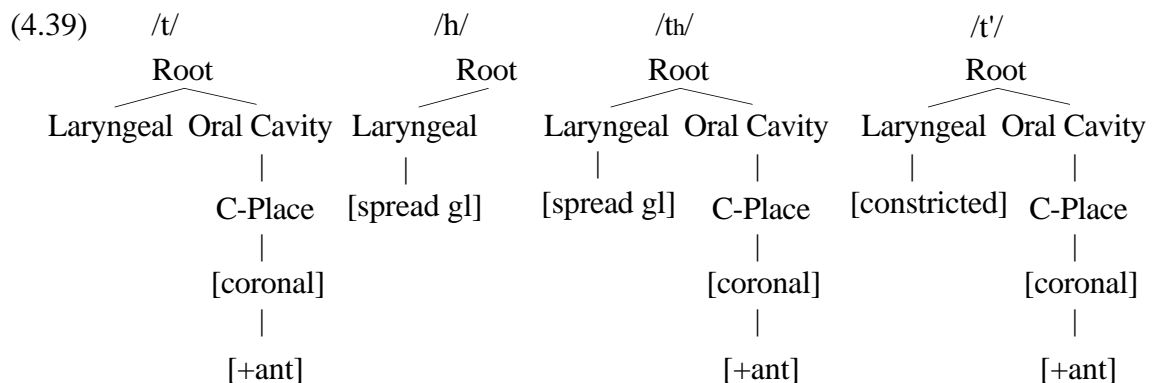 (4.39) /t/ /h/ /th/ /t'/
Root Root Root Root
Laryngeal Oral Cavity Laryngeal Laryngeal Oral Cavity Laryngeal Oral Cavity
C-Place [spread gl] [spread gl] C-Place [constricted] C-Place
[coronal] [coronal] [coronal]
[+ant] [+ant] [+ant]